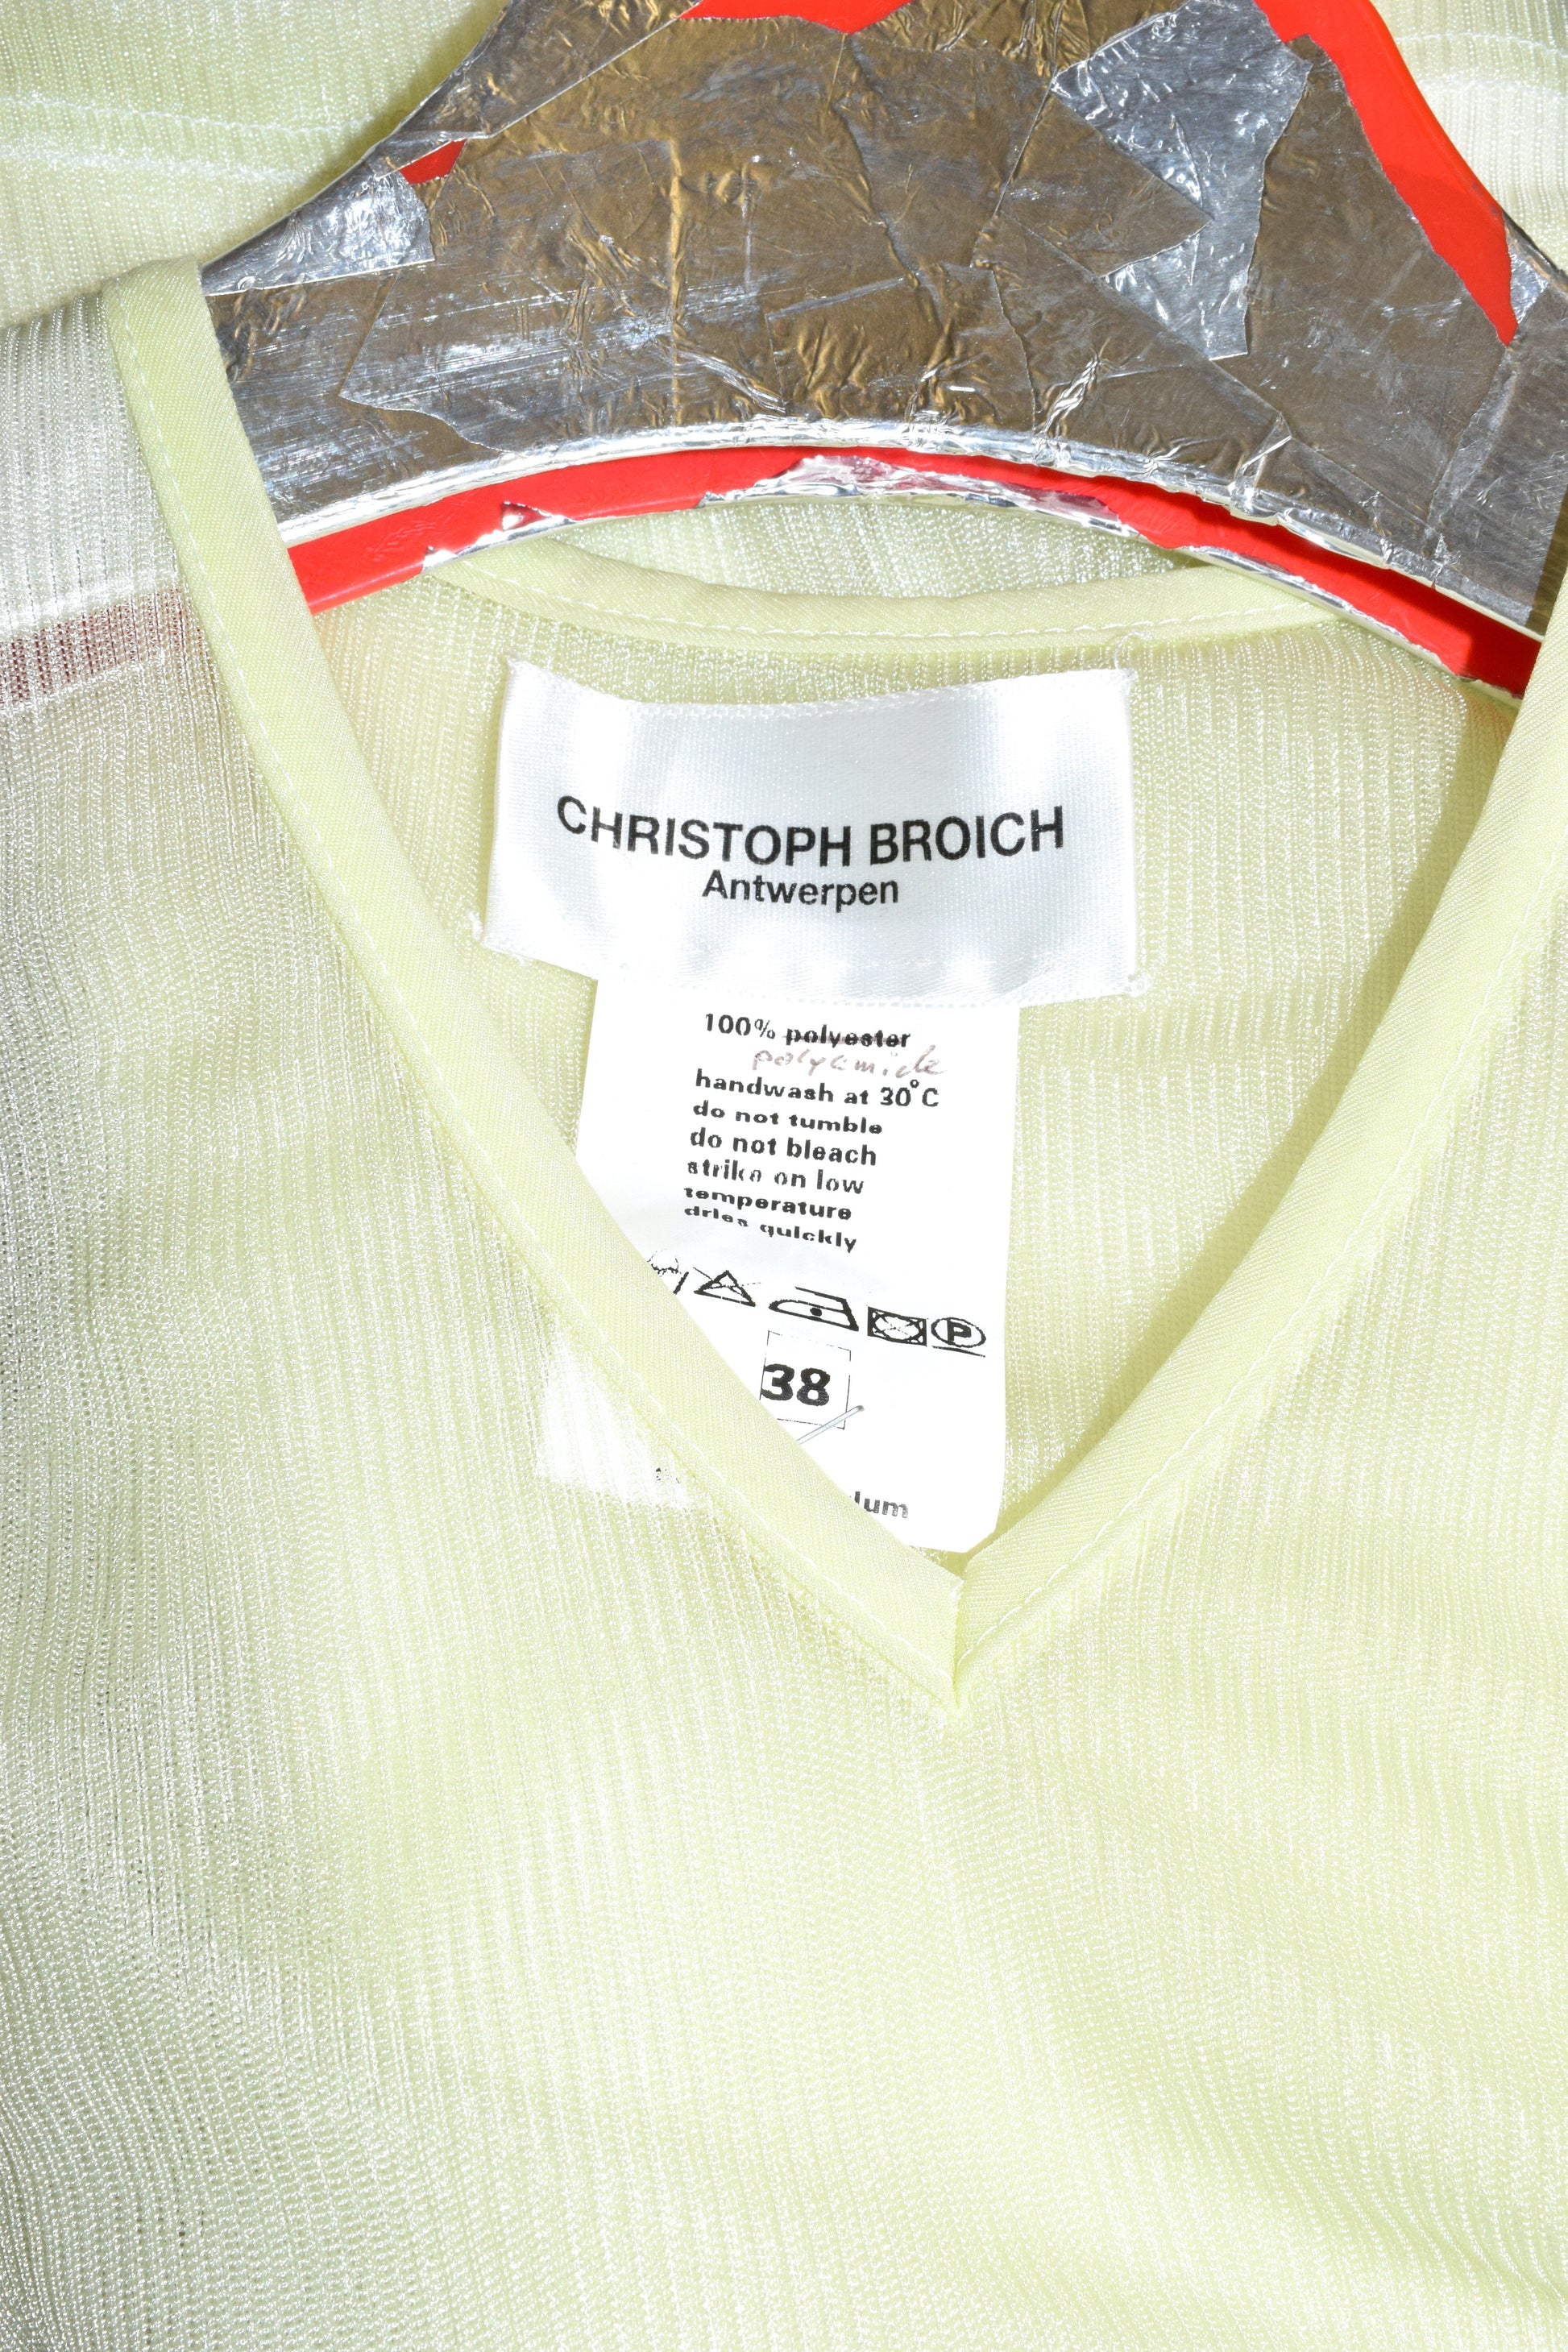 CHRISTOPH BROICH
Antwerpen
100% polyester
polyamide
handwash at 30°C
do not tumble
do not bleach
strike on low
temperature
dries quickly
P
38